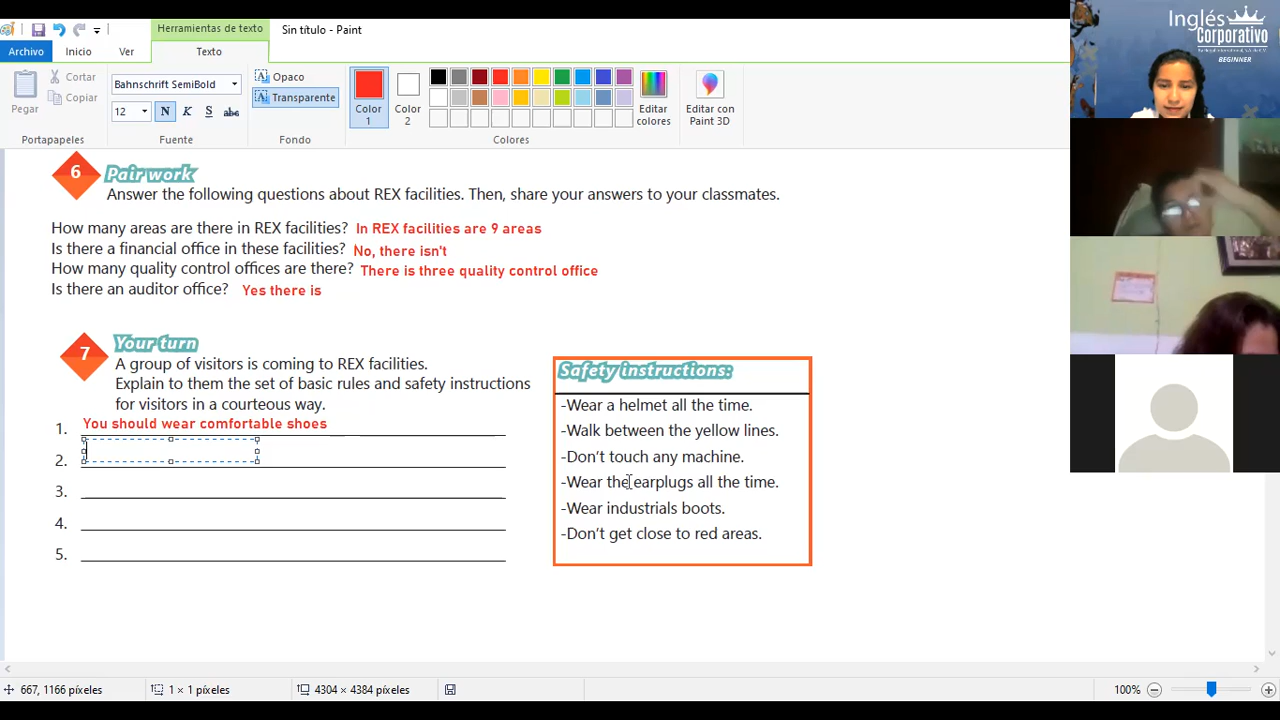 Herramientas de texto
Sin título - Paint
Archivo
Inicio
Ver
Texto
Pegar
Cortar
Copiar
Portapapeles
Bahnschrift SemiBold
12
N K S abc
Fuente
Opaco
Transparente
Fondo
Color 1
Color 2
Editar colores
Editar con Paint 3D
Colores
Inglés
Corporativo
BEGINNER
6 Pair work
Answer the following questions about REX facilities. Then, share your answers to your classmates.
How many areas are there in REX facilities? In REX facilities are 9 areas
Is there a financial office in these facilities? No, there isn't
How many quality control offices are there? There is three quality control office
Is there an auditor office? Yes there is
7 Your turn
A group of visitors is coming to REX facilities.
Explain to them the set of basic rules and safety instructions
for visitors in a courteous way.
1. You should wear comfortable shoes
2.
3.
4.
5.
Safety instructions:
-Wear a helmet all the time.
-Walk between the yellow lines.
-Don't touch any machine.
-Wear the earplugs all the time.
-Wear industrials boots.
-Don't get close to red areas.
667, 1166 píxeles
1 × 1 píxeles
4304 × 4384 píxeles
100%